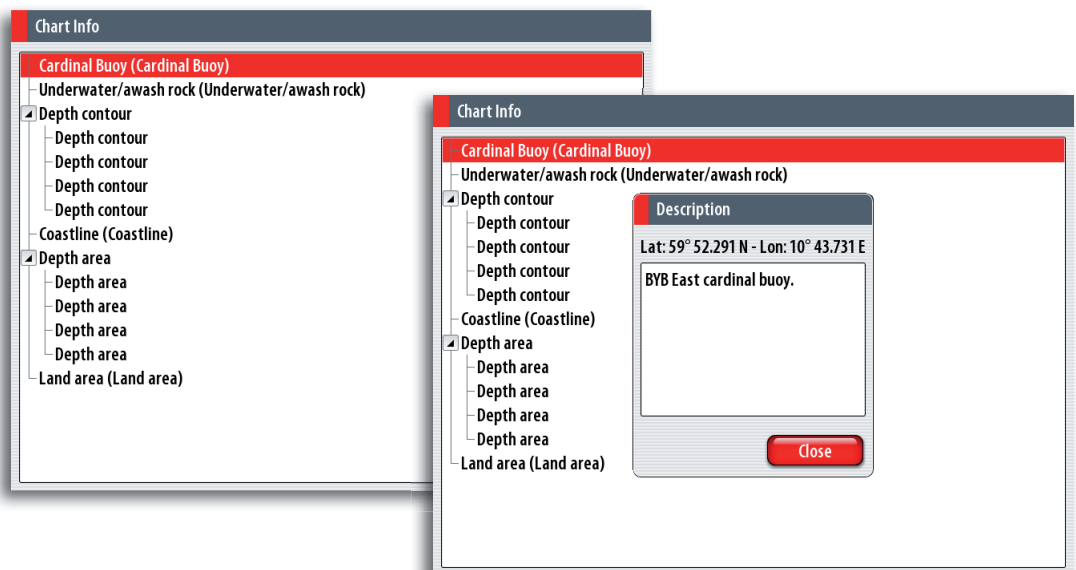 Chart Info
Cardinal Buoy (Cardinal Buoy)
Underwater/awash rock (Underwater/awash rock)
Depth contour
Depth contour
Depth contour
Depth contour
Depth contour
Coastline (Coastline)
Depth area
Depth area
Depth area
Depth area
Depth area
Land area (Land area)
Chart Info
Cardinal Buoy (Cardinal Buoy)
Underwater/awash rock (Underwater/awash rock)
Depth contour
Depth contour
Depth contour
Depth contour
Depth contour
Coastline (Coastline)
Depth area
Depth area
Depth area
Depth area
Depth area
Land area (Land area)
Description
Lat: 59° 52.291 N - Lon: 10° 43.731 E
BYB East cardinal buoy.
Close